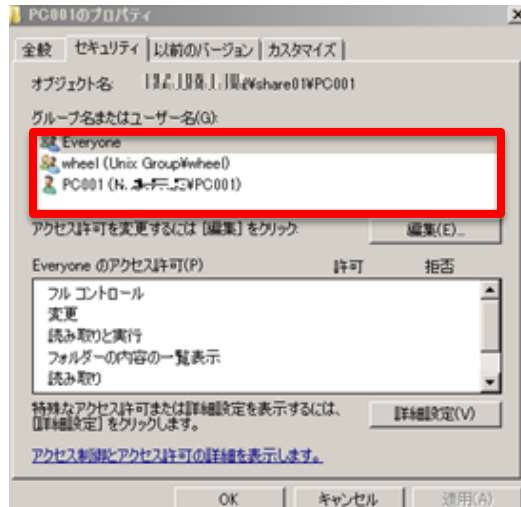 PC001のプロパティ
全般 セキュリティ 以前のバージョン カスタマイズ
オブジェクト名: ¥share01¥PC001
グループ名またはユーザー名(G):
Everyone
wheel (Unix Group¥wheel)
PC001 (N. ¥PC001)
アクセス許可を変更するには [編集] をクリック 編集(E)...
Everyone のアクセス許可(P) 許可 拒否
フル コントロール
変更
読み取りと実行
フォルダーの内容の一覧表示
読み取り
特殊なアクセス許可または詳細設定を表示するには、 詳細設定(V)
[詳細設定] をクリックします。
アクセス制御とアクセス許可の詳細を表示します。
OK キャンセル 適用(A)